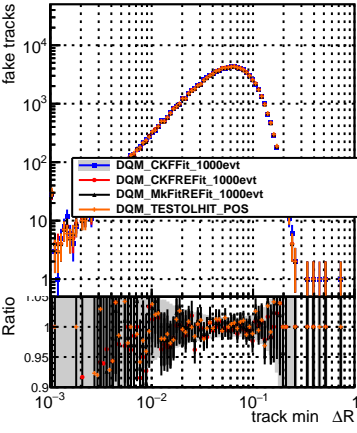 fake tracks
10⁴
10³
10²
10
1
DQM_CKFFit_1000evt
DQM_CKFREFit_1000evt
DQM_MkFitREFit_1000evt
DQM_TESTOLHIT_POS
Ratio
1.05
1
0.95
0.9
10⁻³
10⁻²
10⁻¹
1
track min ΔR